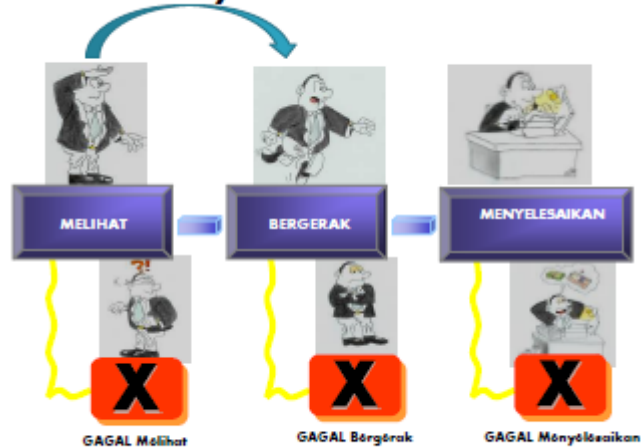 MELIHAT
BERGERAK
MENYELESAIKAN
?!
X
X
X
GAGAL Melihat
GAGAL Bergerak
GAGAL Menyelesaikan